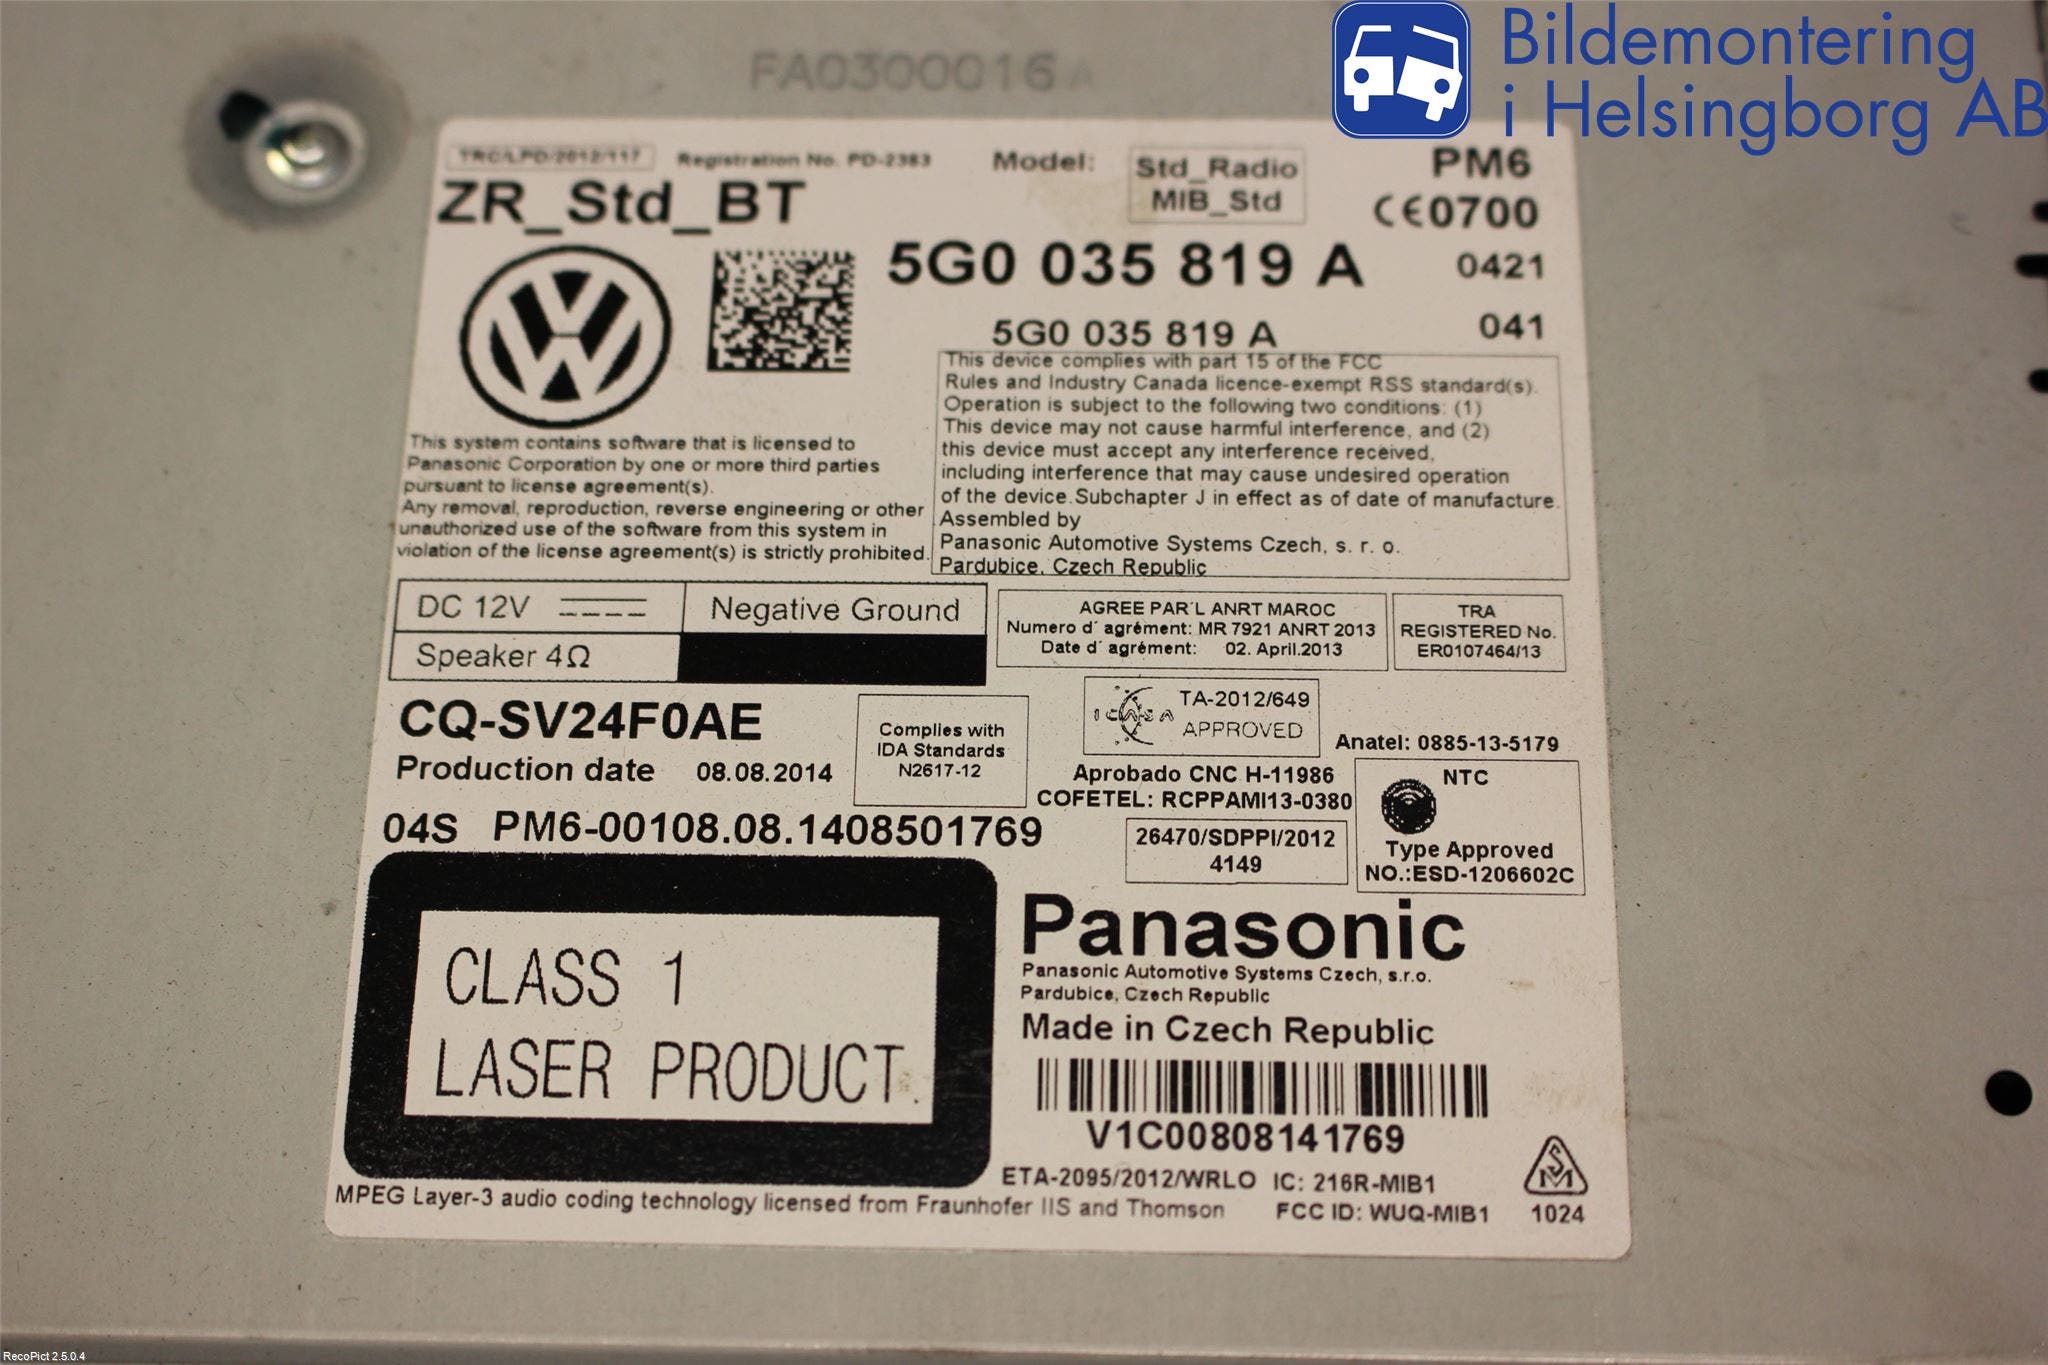 Bildemontering
i Helsingborg AB
FA0300016 A
TRC/LPD/2012/117
Registration No. PD-2383
Model:
Std_Radio
MIB_Std
PM6
ZR_Std_BT
CE0700
5G0 035 819 A
0421
5G0 035 819 A
041
This device complies with part 15 of the FCC
Rules and Industry Canada licence-exempt RSS standard(s).
Operation is subject to the following two conditions: (1)
This device may not cause harmful interference, and (2)
this device must accept any interference received,
including interference that may cause undesired operation
of the device.Subchapter J in effect as of date of manufacture.
Assembled by
Panasonic Automotive Systems Czech, s. r. o.
Pardubice, Czech Republic
This system contains software that is licensed to
Panasonic Corporation by one or more third parties
pursuant to license agreement(s).
Any removal, reproduction, reverse engineering or other
unauthorized use of the software from this system in
violation of the license agreement(s) is strictly prohibited.
DC 12V
Negative Ground
Speaker 4Ω
AGREE PAR´L ANRT MAROC
Numero d´ agrément: MR 7921 ANRT 2013
Date d´ agrément: 02. April.2013
TRA
REGISTERED No.
ER0107464/13
CQ-SV24F0AE
Production date 08.08.2014
Complies with
IDA Standards
N2617-12
ICASA
TA-2012/649
APPROVED
Anatel: 0885-13-5179
Aprobado CNC H-11986
COFETEL: RCPPAMI13-0380
NTC
Type Approved
NO.:ESD-1206602C
04S PM6-00108.08.1408501769
26470/SDPPI/2012
4149
CLASS 1
LASER PRODUCT.
Panasonic
Panasonic Automotive Systems Czech, s.r.o.
Pardubice, Czech Republic
Made in Czech Republic
V1C00808141769
ETA-2095/2012/WRLO IC: 216R-MIB1
MPEG Layer-3 audio coding technology licensed from Fraunhofer IIS and Thomson
FCC ID: WUQ-MIB1
1024
RecoPict 2.5.0.4